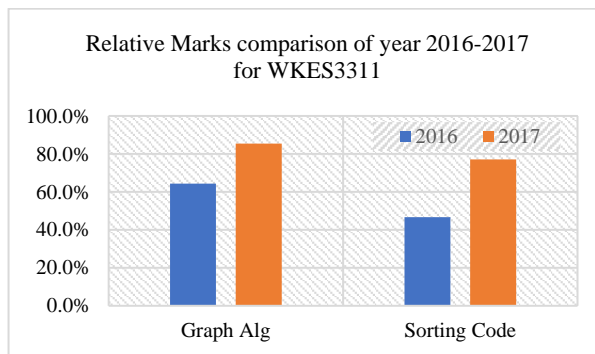 Relative Marks comparison of year 2016-2017
for WKES3311
100.0%
80.0%
60.0%
40.0%
20.0%
0.0%
2016 2017
Graph Alg Sorting Code